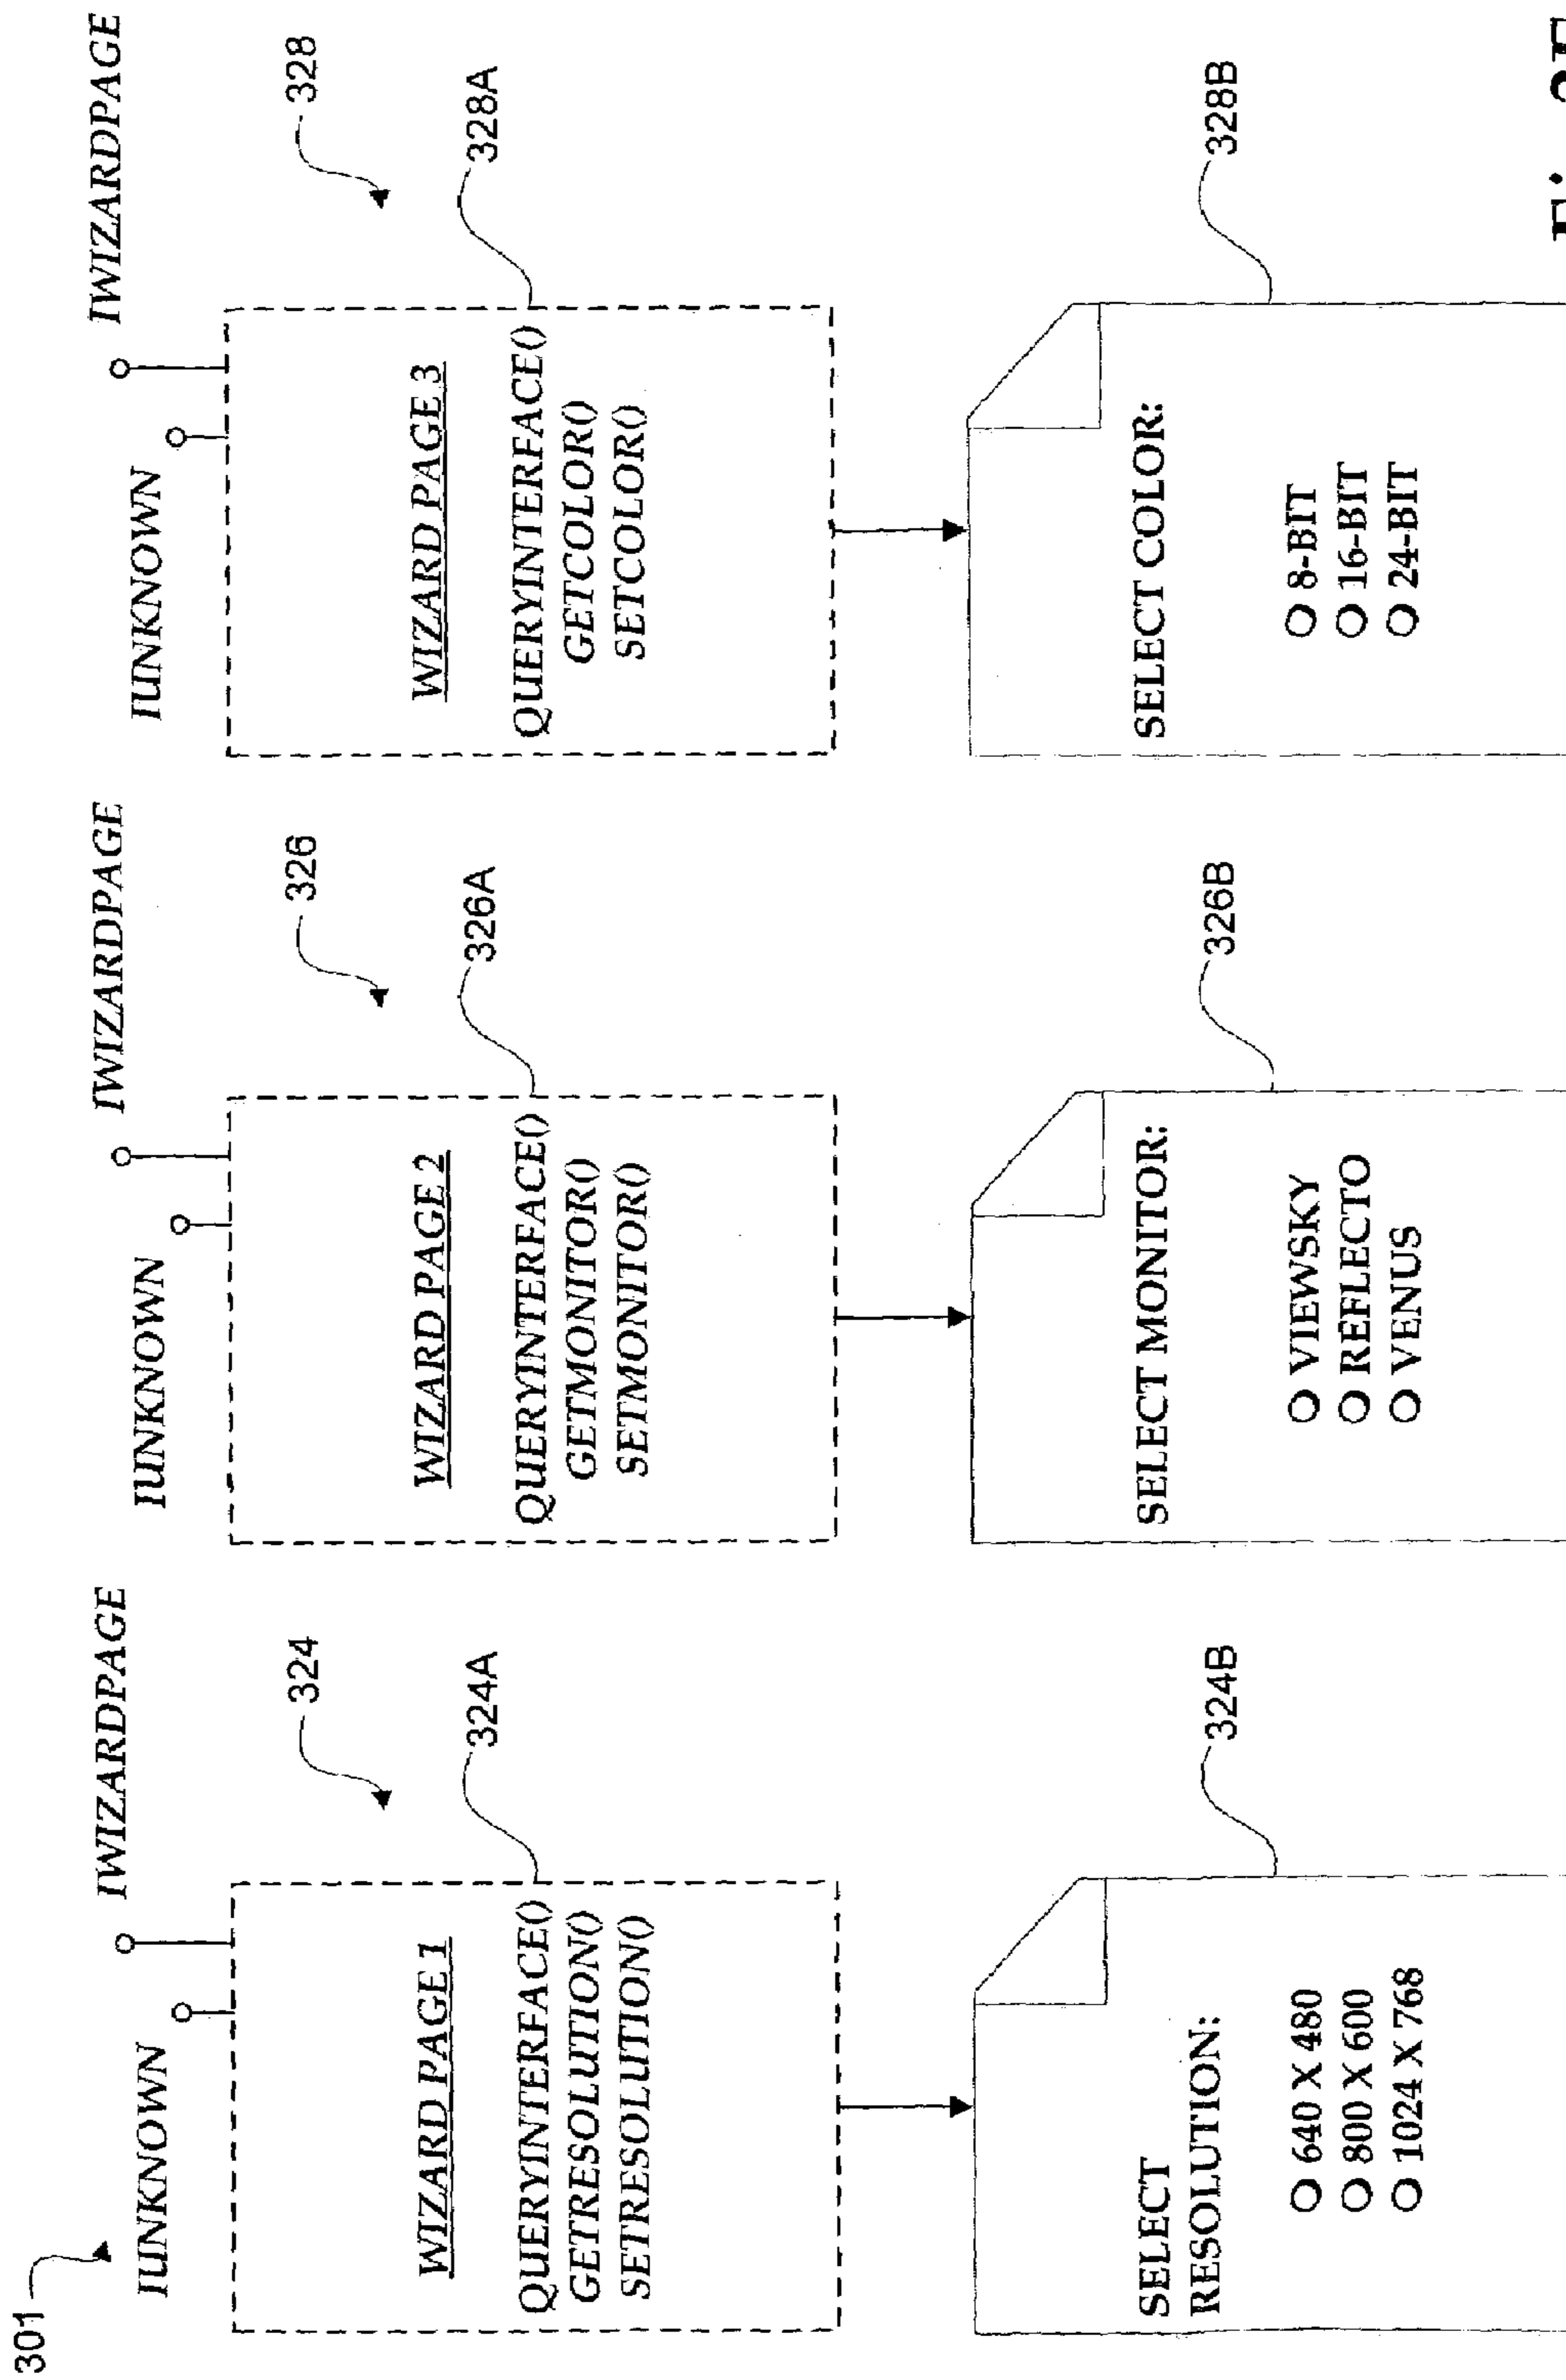 301
IUNKNOWN
IWIZARDPAGE
324
324A
WIZARD PAGE 1
QUERYINTERFACE()
GETRESOLUTION()
SETRESOLUTION()
324B
SELECT
RESOLUTION:
640 X 480
800 X 600
1024 X 768
IUNKNOWN
IWIZARDPAGE
326
326A
WIZARD PAGE 2
QUERYINTERFACE()
GETMONITOR()
SETMONITOR()
326B
SELECT MONITOR:
VIEWSKY
REFLECTO
VENUS
IUNKNOWN
IWIZARDPAGE
328
328A
WIZARD PAGE 3
QUERYINTERFACE()
GETCOLOR()
SETCOLOR()
328B
SELECT COLOR:
8-BIT
16-BIT
24-BIT